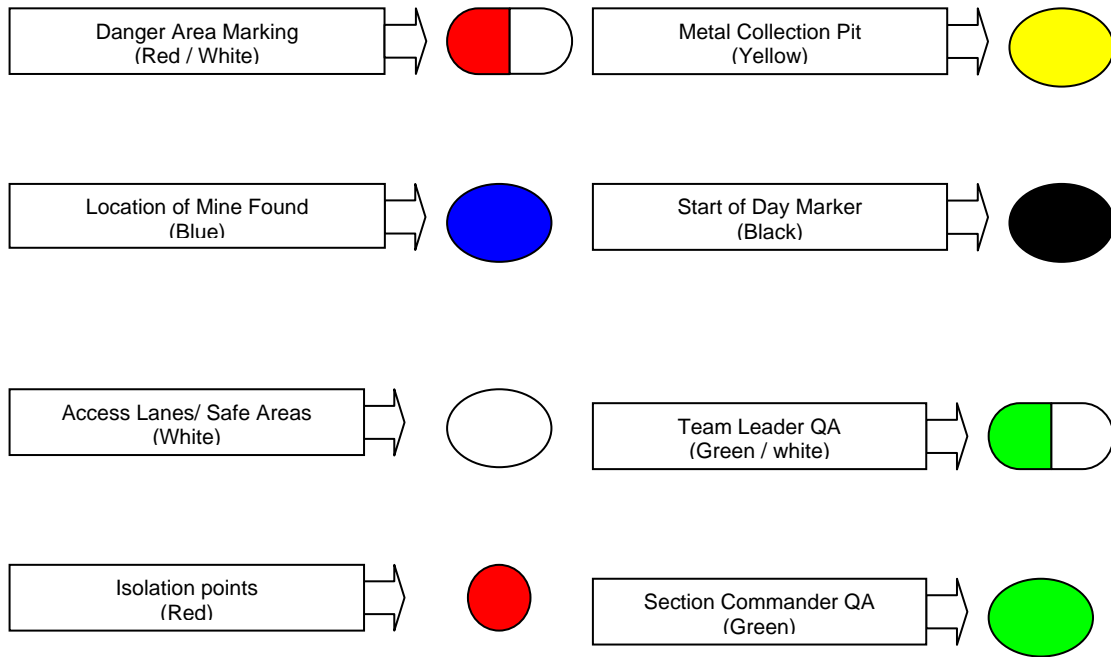 Danger Area Marking
(Red / White)
Metal Collection Pit
(Yellow)
Location of Mine Found
(Blue)
Start of Day Marker
(Black)
Access Lanes/ Safe Areas
(White)
Team Leader QA
(Green / white)
Isolation points
(Red)
Section Commander QA
(Green)